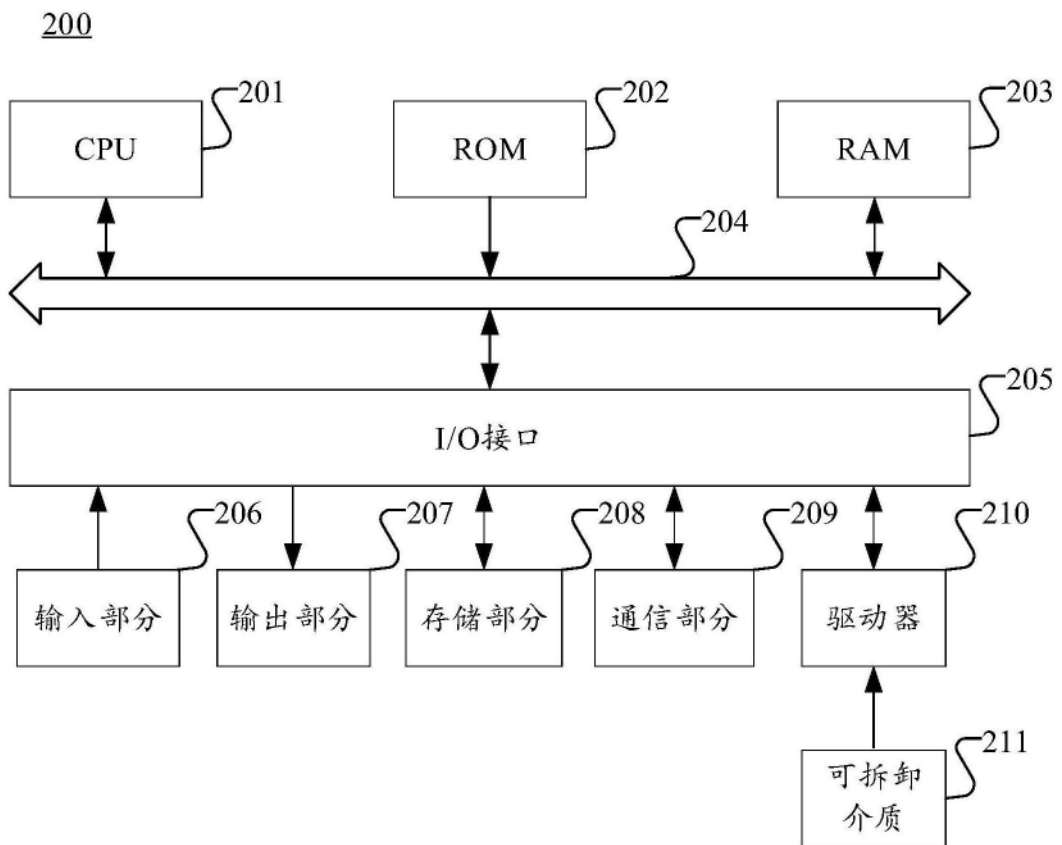 200
201
202
203
CPU
ROM
RAM
204
205
I/O接口
206
207
208
209
210
输入部分
输出部分
存储部分
通信部分
驱动器
211
可拆卸
介质